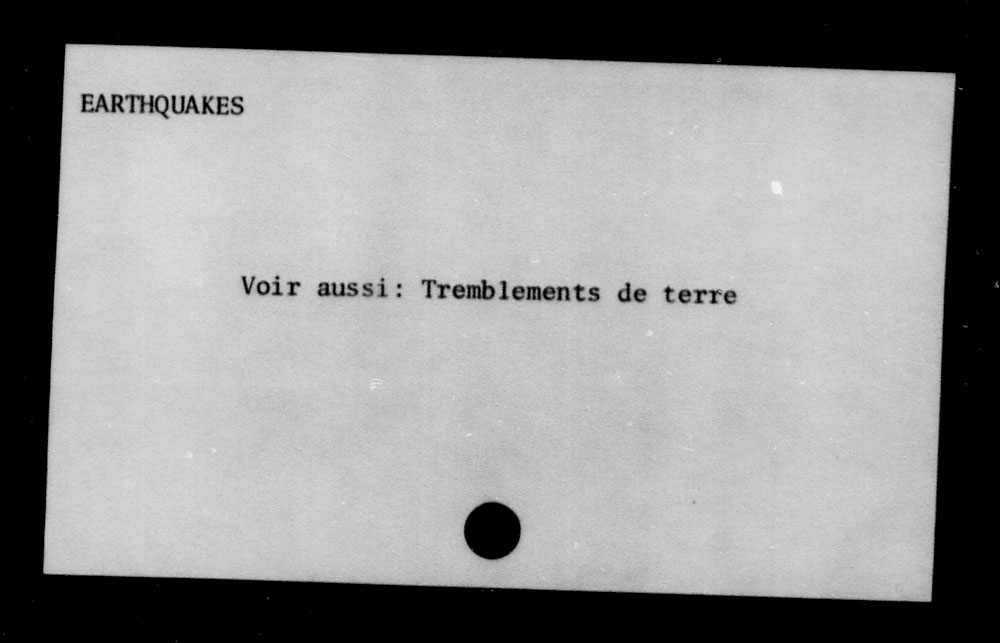 EARTHQUAKES
Voir aussi: Tremblements de terre